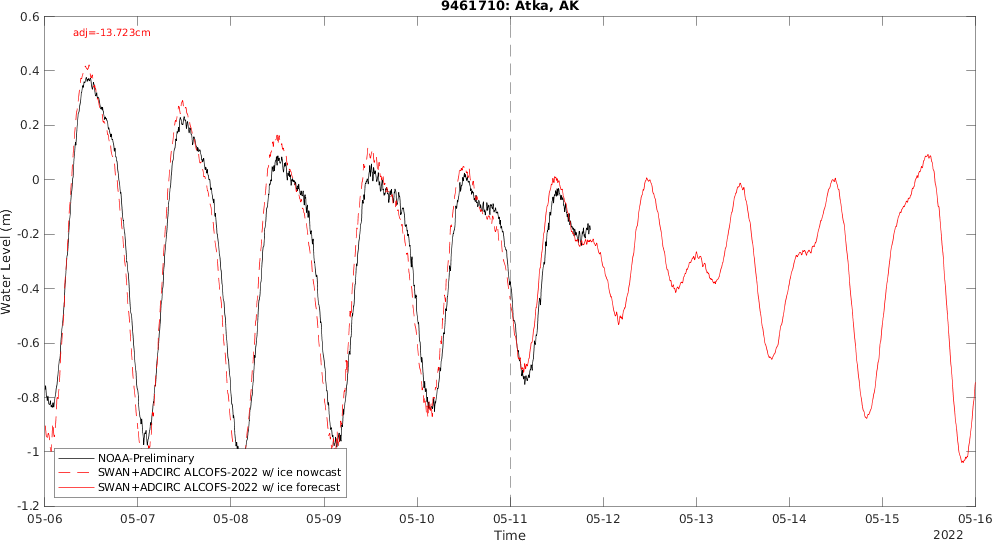 9461710: Atka, AK
adj=-13.723cm
0.6
0.4
0.2
0
-0.2
-0.4
-0.6
-0.8
-1
-1.2
Water Level (m)
NOAA-Preliminary
SWAN+ADCIRC ALCOFS-2022 w/ ice nowcast
SWAN+ADCIRC ALCOFS-2022 w/ ice forecast
05-06 05-07 05-08 05-09 05-10 05-11 05-12 05-13 05-14 05-15 05-16
Time
2022